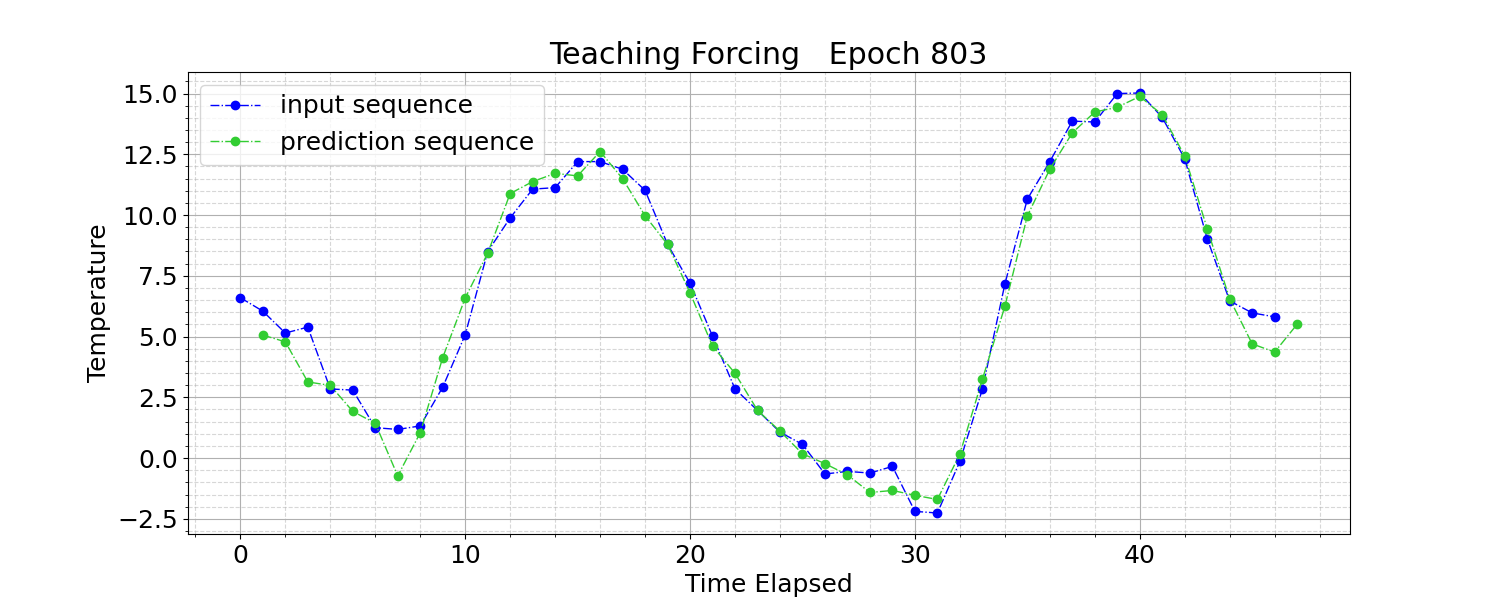 Teaching Forcing   Epoch 803
input sequence
prediction sequence
Temperature
15.0
12.5
10.0
7.5
5.0
2.5
0.0
−2.5
0 10 20 30 40
Time Elapsed